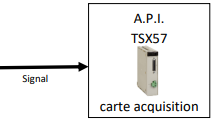 A.P.I.
TSX57
Signal
carte acquisition